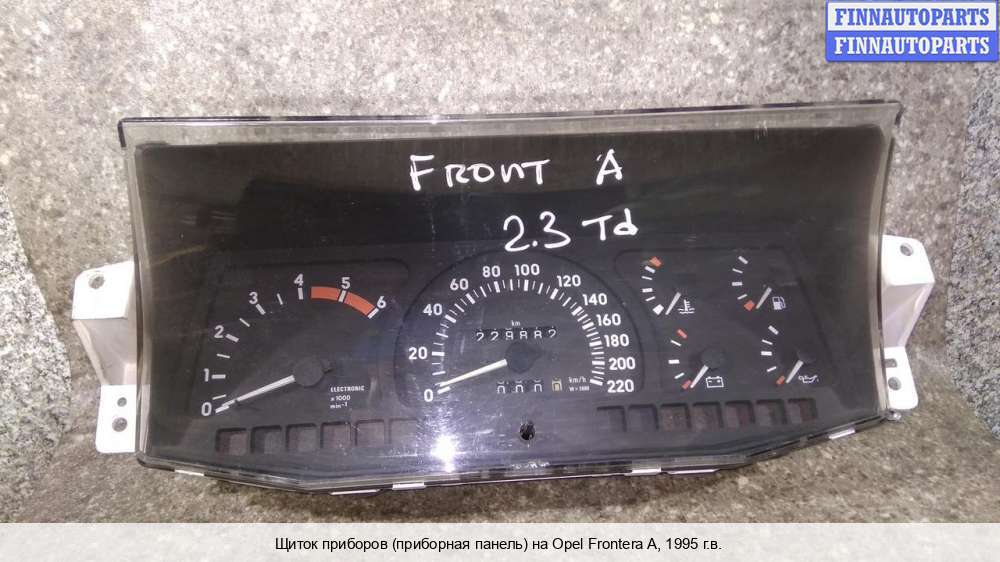 FINNAUTOPARTS
FINNAUTOPARTS
FRONT A
2.3 Td
0 1 2 3 4 5 6
ELECTRONIC
x 1000
min-1
0 20 40 60 80 100 120 140 160 180 200 220
km
229882
000
km/h
Щиток приборов (приборная панель) на Opel Frontera A, 1995 г.в.